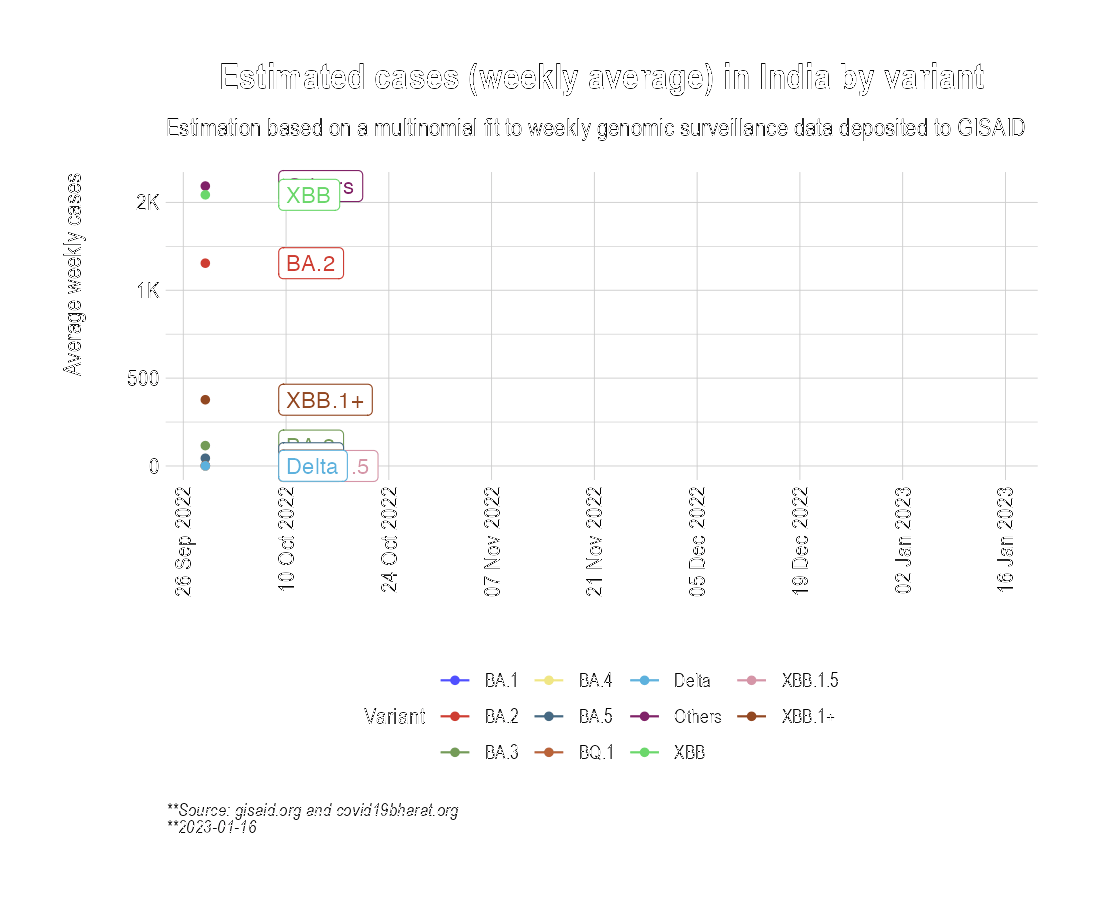 Estimated cases (weekly average) in India by variant
Estimation based on a multinomial fit to weekly genomic surveillance data deposited to GISAID
Average weekly cases
2K
1K
500
0
XBB
BA.2
XBB.1+
Delta
.5
26 Sep 2022
10 Oct 2022
24 Oct 2022
07 Nov 2022
21 Nov 2022
05 Dec 2022
19 Dec 2022
02 Jan 2023
16 Jan 2023
Variant
BA.1
BA.4
Delta
XBB.1.5
BA.2
BA.5
Others
XBB.1+
BA.3
BQ.1
XBB
**Source: gisaid.org and covid19bharat.org
**2023-01-16